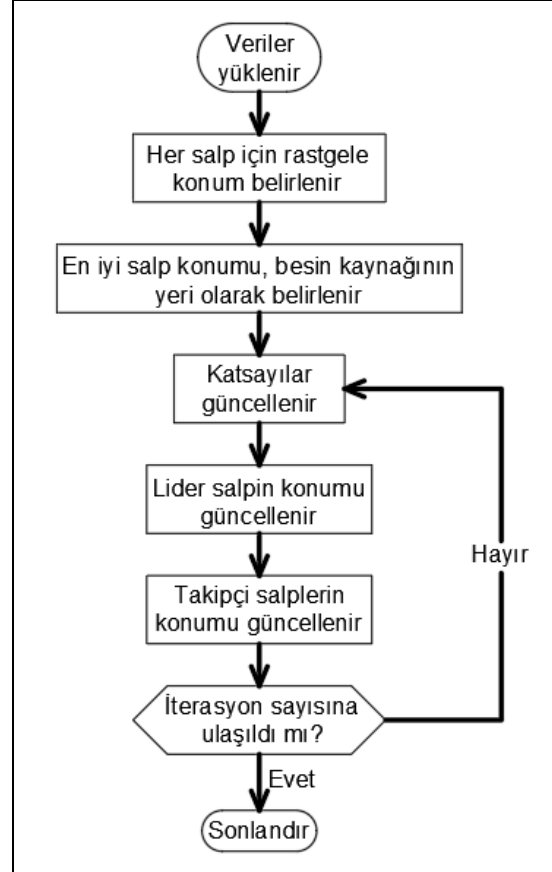 Veriler
yüklenir
Her salp için rastgele
konum belirlenir
En iyi salp konumu, besin kaynağının
yeri olarak belirlenir
Katsayılar
güncellenir
Lider salpin konumu
güncellenir
Hayır
Takipçi salplerin
konumu güncellenir
İterasyon sayısına
ulaşıldı mı?
Evet
Sonlandır